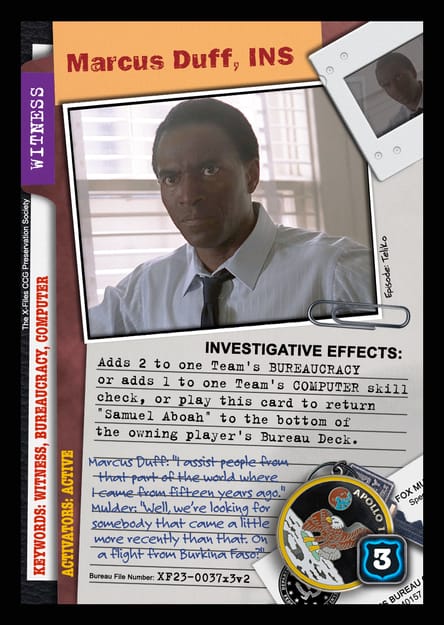 Marcus Duff, INS
WITNESS
The X-Files CCG Preservation Society
KEYWORDS: WITNESS, BUREAUCRACY, COMPUTER
ACTIVATORS: ACTIVE
Episode: Teliko
INVESTIGATIVE EFFECTS:
Adds 2 to one Team's BUREAUCRACY
or adds 1 to one Team's COMPUTER skill
check, or play this card to return
"Samuel Aboah" to the bottom of
the owning player's Bureau Deck.
Marcus Duff: "I assist people from
that part of the world where
I came from fifteen years ago."
Mulder: "Well, we're looking for
somebody that came a little
more recently than that. On
a flight from Burkina Faso?"
Bureau File Number: XF23-0037x3v2
APOLLO
3
FOX M
Spe
BUREAU